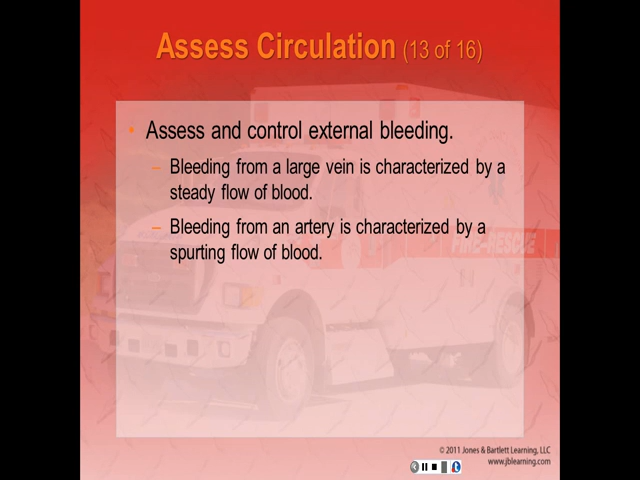 Assess Circulation (13 of 16)
• Assess and control external bleeding.
– Bleeding from a large vein is characterized by a
steady flow of blood.
– Bleeding from an artery is characterized by a
spurting flow of blood.
FIRE-RESCUE
© 2011 Jones & Bartlett Learning, LLC
www.jblearning.com